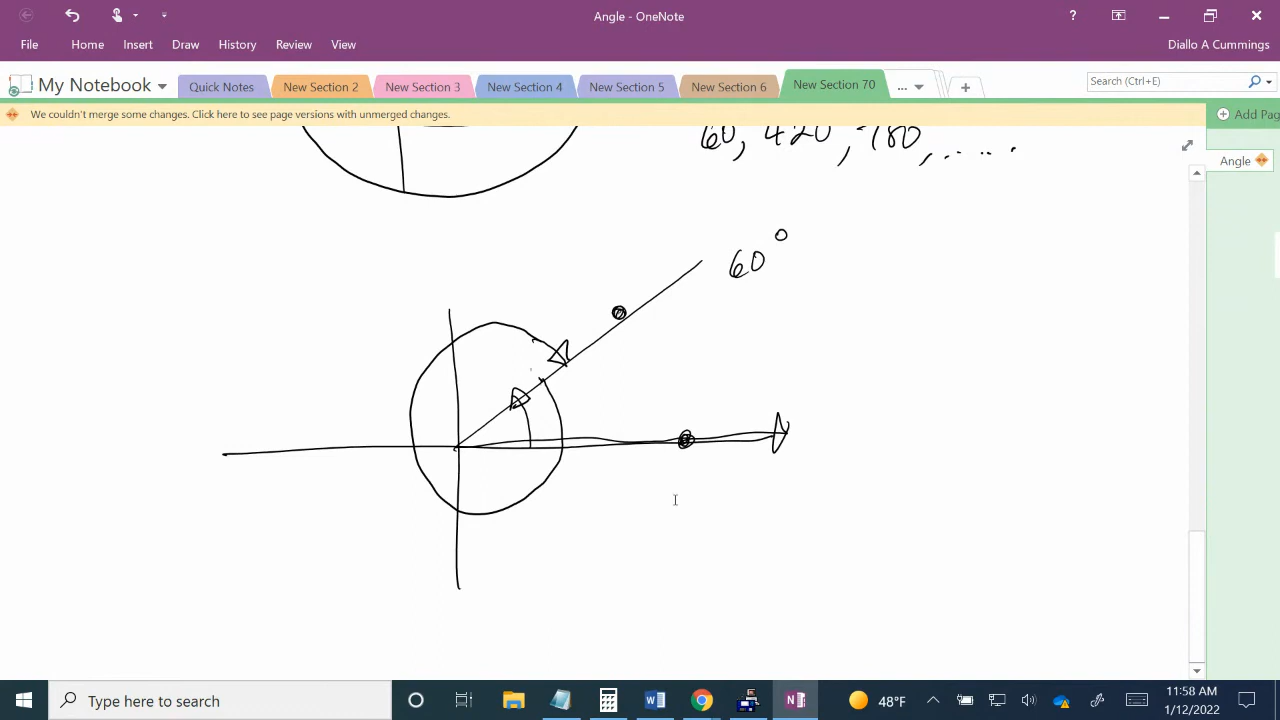 Angle - OneNote
?
File Home Insert Draw History Review View
Diallo A Cummings
My Notebook
Quick Notes
New Section 2
New Section 3
New Section 4
New Section 5
New Section 6
New Section 70
...
Search (Ctrl+E)
We couldn't merge some changes. Click here to see page versions with unmerged changes.
Add Pag
Angle
60, 420, 780, .....
60°
Type here to search
48°F
11:58 AM
1/12/2022